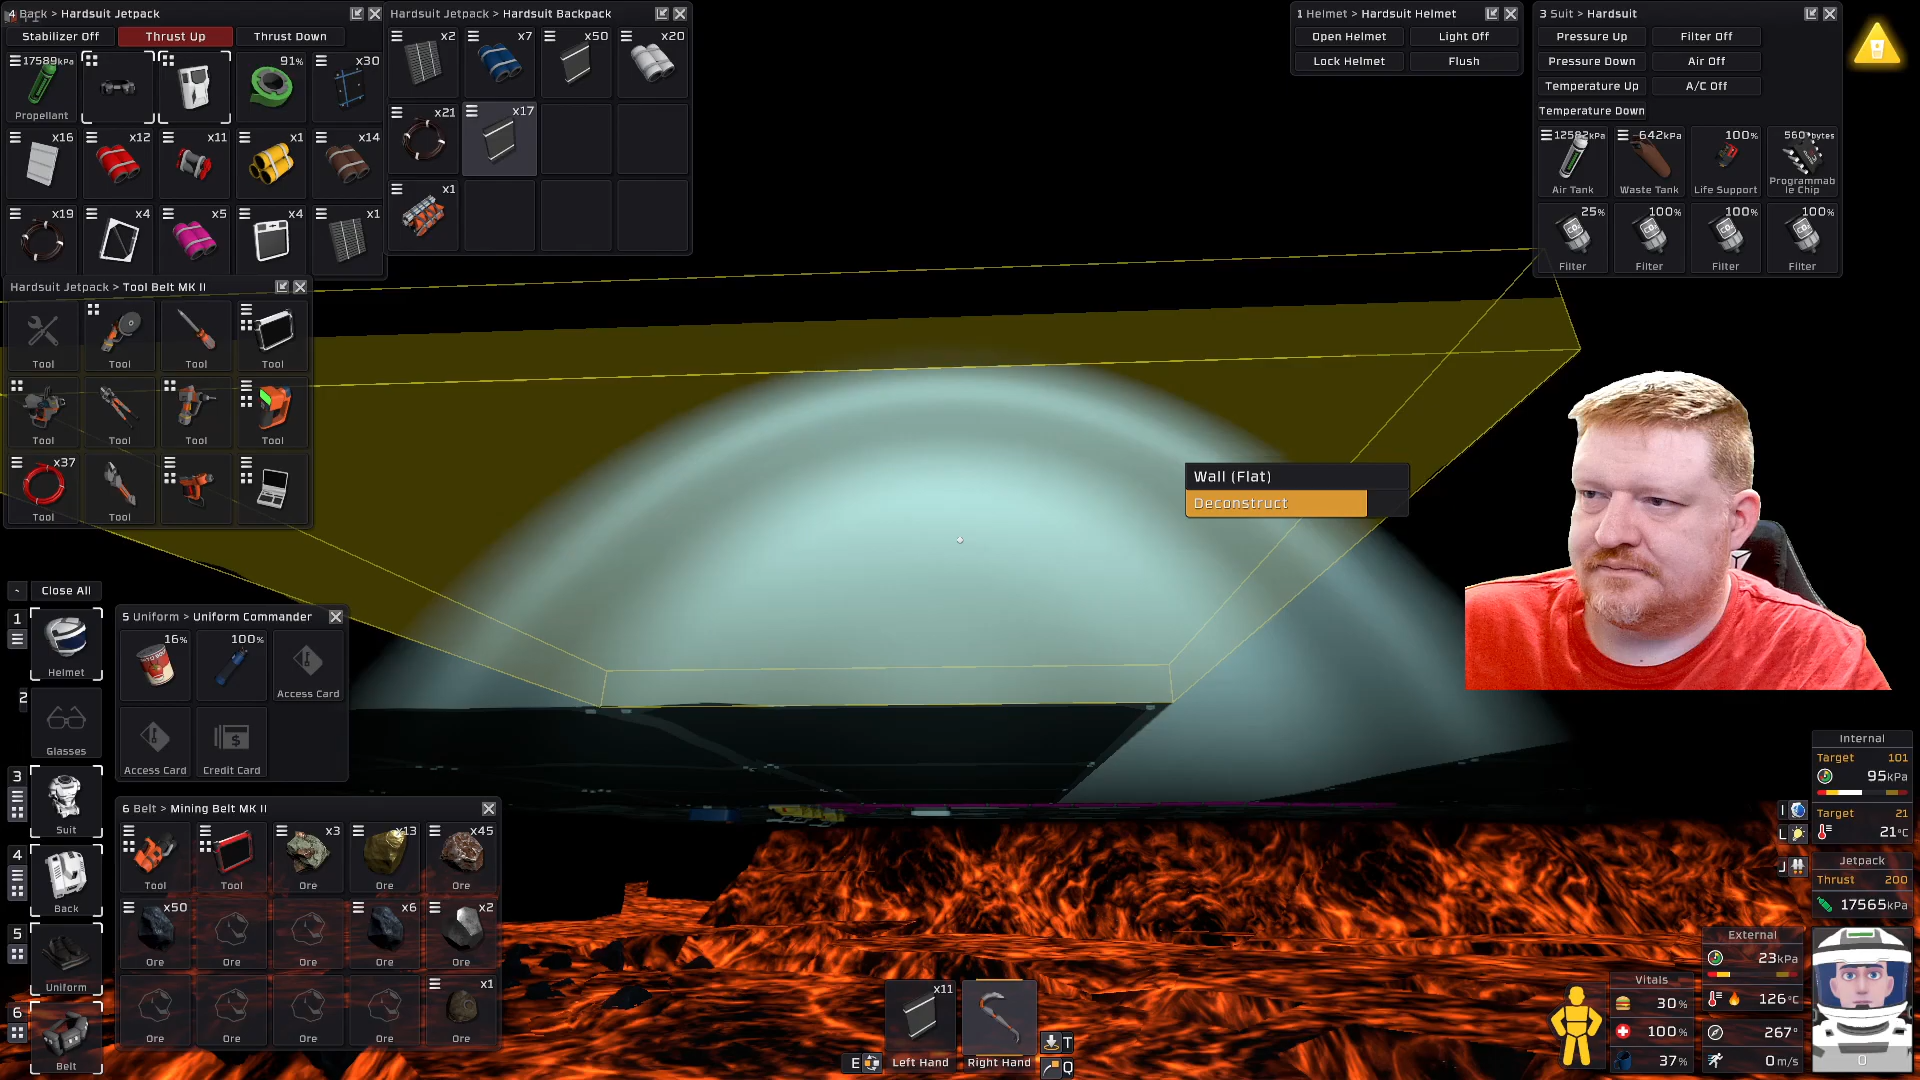 4 Back > Hardsuit Jetpack
Stabilizer Off
Thrust Up
Thrust Down
17589kPa
Propellant
91%
x30
x16
x12
x11
x1
x14
x19
x4
x5
x4
x1
Hardsuit Jetpack > Hardsuit Backpack
x2
x7
x50
x20
x21
x17
x1
1 Helmet > Hardsuit Helmet
Open Helmet
Light Off
Lock Helmet
Flush
3 Suit > Hardsuit
Pressure Up
Filter Off
Pressure Down
Air Off
Temperature Up
A/C Off
Temperature Down
12582kPa
Air Tank
-642kPa
Waste Tank
100%
Life Support
560 bytes
Programmab
le Chip
25%
Filter
100%
Filter
100%
Filter
100%
Filter
Hardsuit Jetpack > Tool Belt MK II
Tool
Tool
Tool
Tool
Tool
Tool
Tool
Tool
x37
Tool
Tool
Wall (Flat)
Deconstruct
~
Close All
1
Helmet
2
Glasses
3
Suit
4
Back
5
Uniform
6
Belt
5 Uniform > Uniform Commander
16%
100%
Access Card
Access Card
Credit Card
6 Belt > Mining Belt MK II
Tool
Tool
x3
Ore
x13
Ore
x45
Ore
x50
Ore
Ore
Ore
x6
Ore
x2
Ore
Ore
Ore
Ore
Ore
x1
Ore
E
x11
Left Hand
Right Hand
T
Q
Internal
Target 101
95kPa
Target 21
21°C
I
L
J
Jetpack
Thrust 200
17565kPa
External
23kPa
126°C
267°
0m/s
Vitals
30%
100%
37%
0